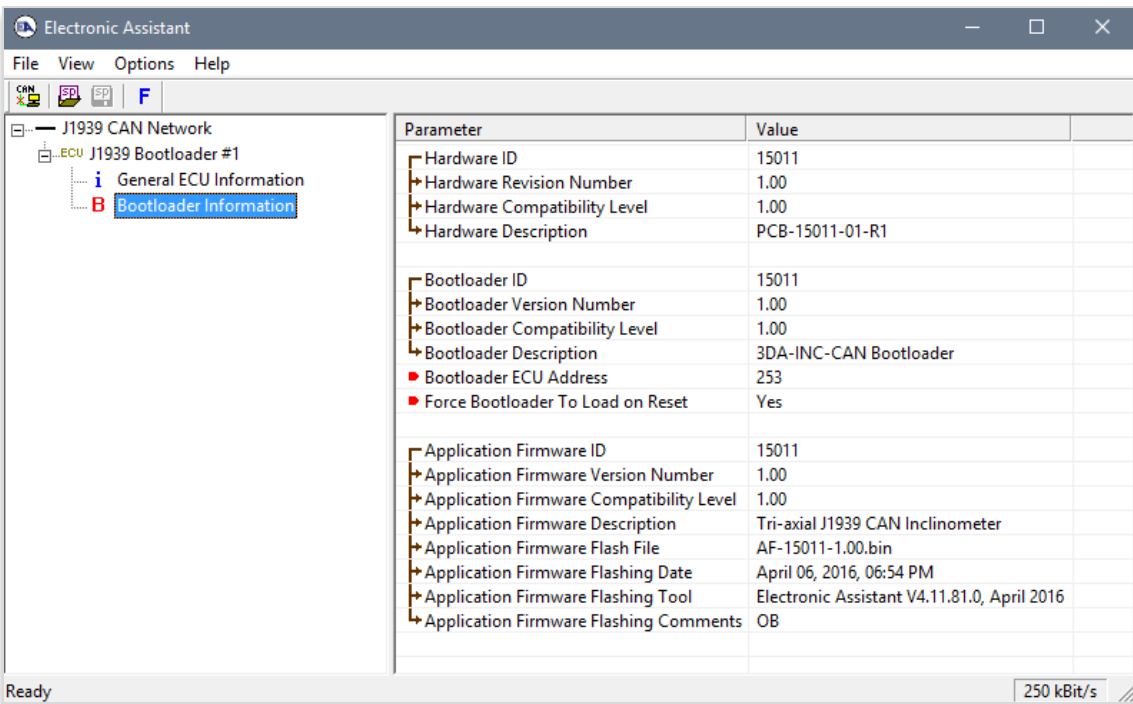 EA Electronic Assistant
File View Options Help
CAN SP SP F
J1939 CAN Network
ECU J1939 Bootloader #1
i General ECU Information
B Bootloader Information
Parameter Value
Hardware ID 15011
Hardware Revision Number 1.00
Hardware Compatibility Level 1.00
Hardware Description PCB-15011-01-R1
Bootloader ID 15011
Bootloader Version Number 1.00
Bootloader Compatibility Level 1.00
Bootloader Description 3DA-INC-CAN Bootloader
Bootloader ECU Address 253
Force Bootloader To Load on Reset Yes
Application Firmware ID 15011
Application Firmware Version Number 1.00
Application Firmware Compatibility Level 1.00
Application Firmware Description Tri-axial J1939 CAN Inclinometer
Application Firmware Flash File AF-15011-1.00.bin
Application Firmware Flashing Date April 06, 2016, 06:54 PM
Application Firmware Flashing Tool Electronic Assistant V4.11.81.0, April 2016
Application Firmware Flashing Comments OB
Ready 250 kBit/s